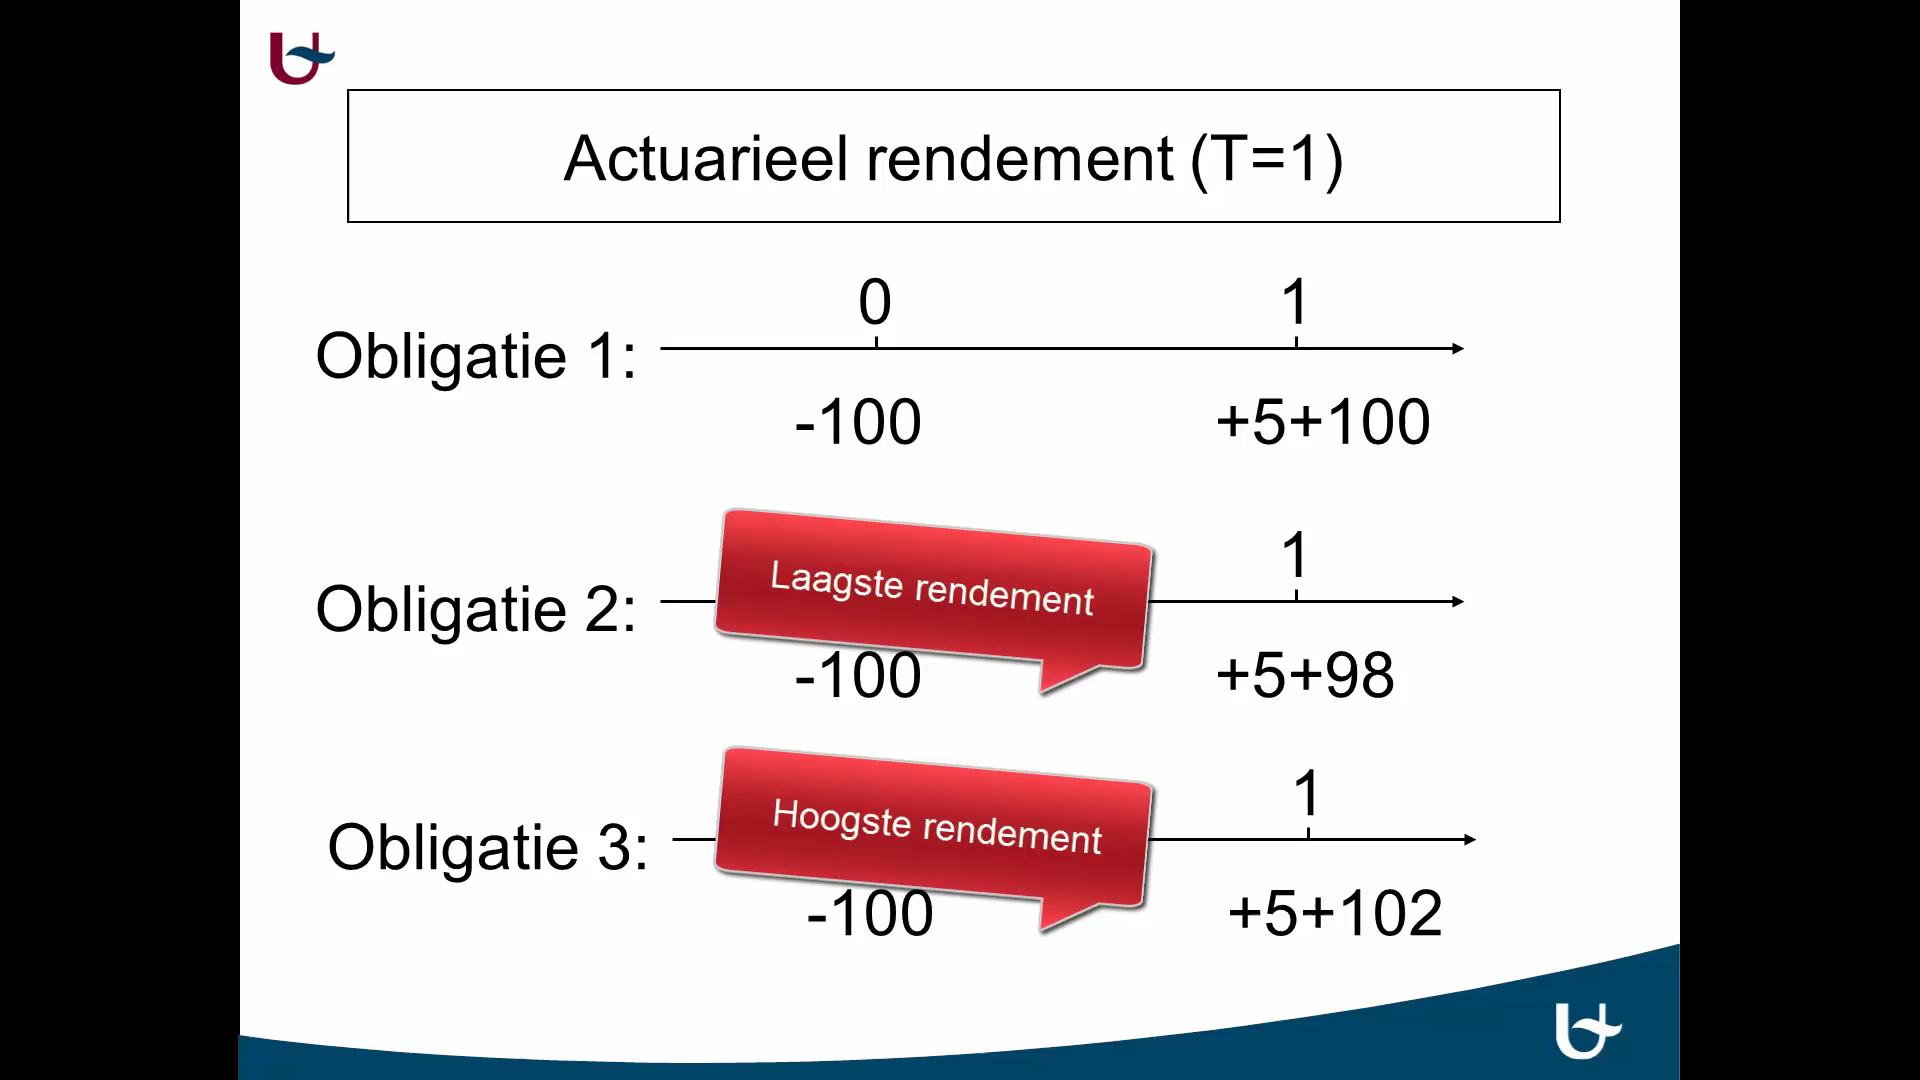 Actuarieel rendement (T=1)
0 1
Obligatie 1:
-100 +5+100
Laagste rendement
1
Obligatie 2:
-100 +5+98
Hoogste rendement
1
Obligatie 3:
-100 +5+102